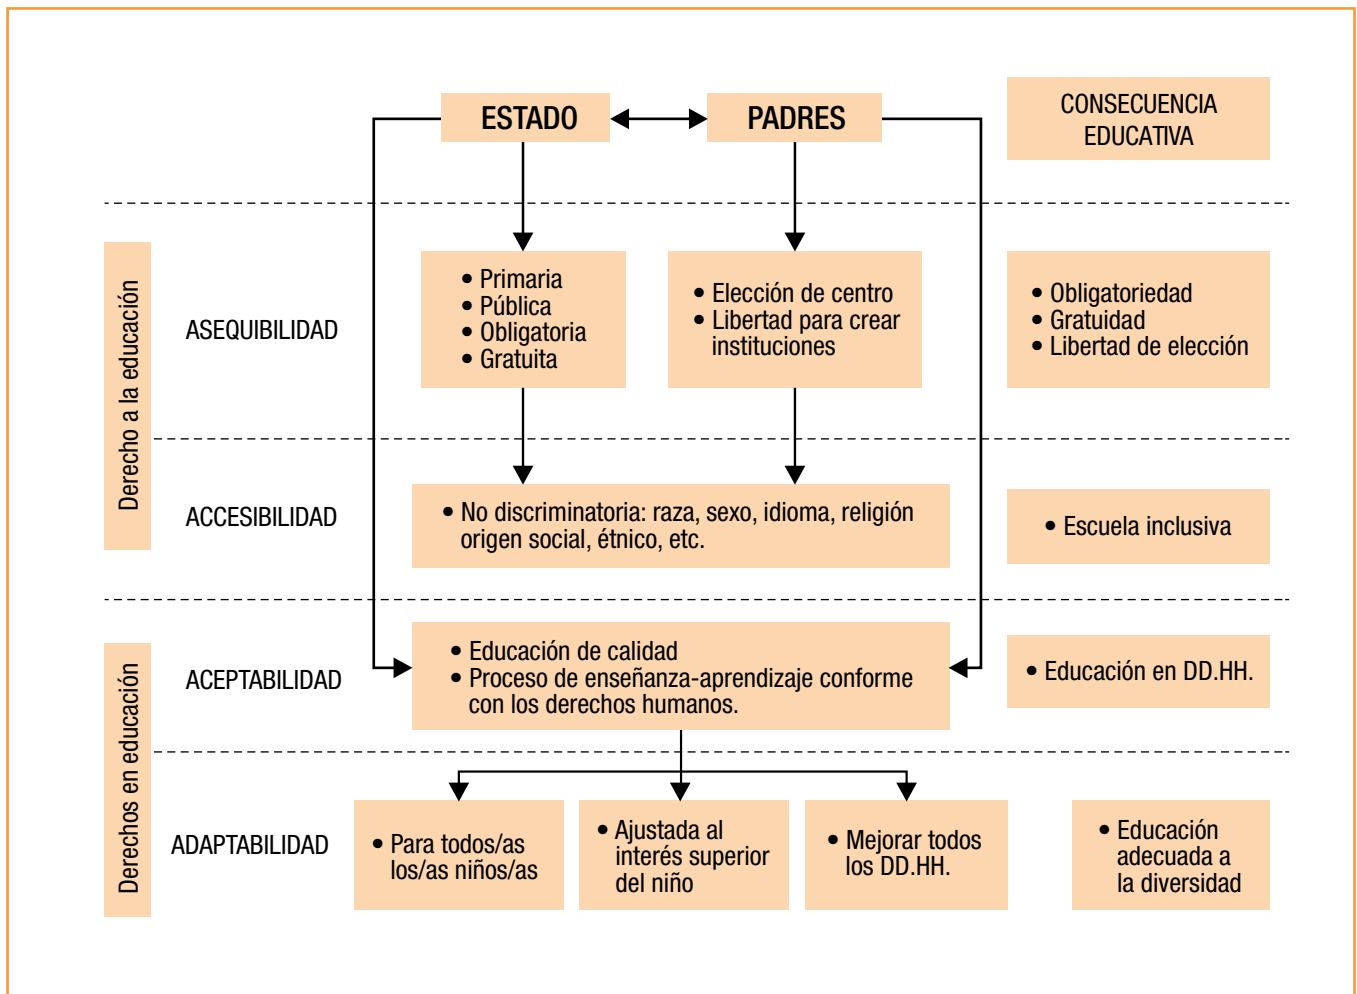 ESTADO
PADRES
CONSECUENCIA
EDUCATIVA
Derecho a la educación
ASEQUIBILIDAD
• Primaria
• Pública
• Obligatoria
• Gratuita
• Elección de centro
• Libertad para crear
instituciones
• Obligatoriedad
• Gratuidad
• Libertad de elección
ACCESIBILIDAD
• No discriminatoria: raza, sexo, idioma, religión
origen social, étnico, etc.
• Escuela inclusiva
Derechos en educación
ACEPTABILIDAD
• Educación de calidad
• Proceso de enseñanza-aprendizaje conforme
con los derechos humanos.
• Educación en DD.HH.
ADAPTABILIDAD
• Para todos/as
los/as niños/as
• Ajustada al
interés superior
del niño
• Mejorar todos
los DD.HH.
• Educación
adecuada a
la diversidad